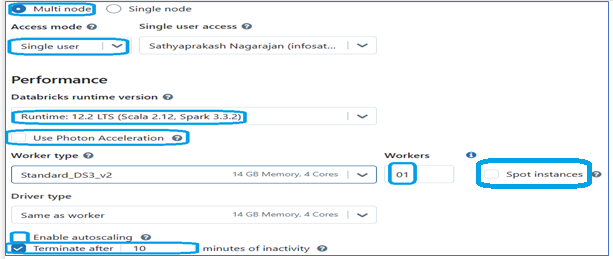 Multi node Single node
Access mode Single user access
Single user Sathyaprakash Nagarajan (infosat...
Performance
Databricks runtime version
Runtime: 12.2 LTS (Scala 2.12, Spark 3.3.2)
Use Photon Acceleration
Worker type Workers
Standard_DS3_v2 14 GB Memory, 4 Cores 01 Spot instances
Driver type
Same as worker 14 GB Memory, 4 Cores
Enable autoscaling
Terminate after 10 minutes of inactivity